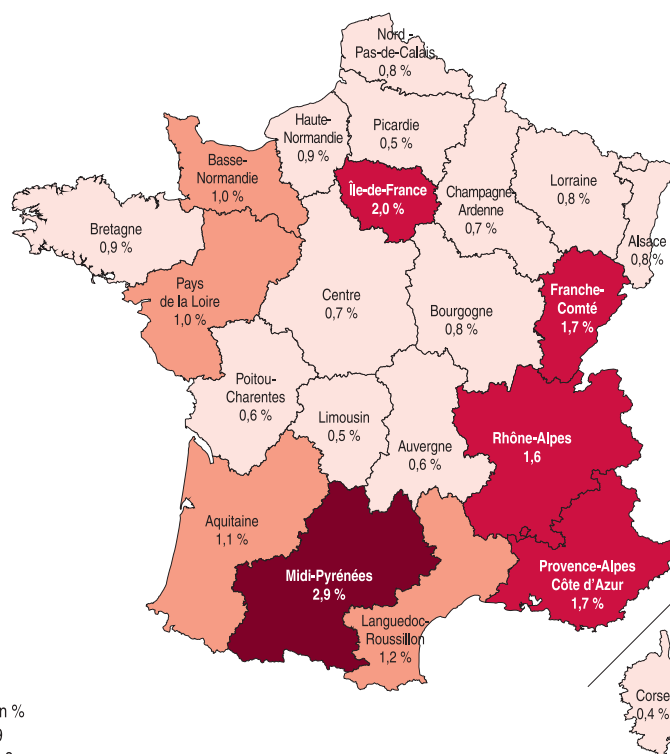 Nord -
Pas-de-Calais
0,8 %
Haute-
Normandie
0,9 %
Picardie
0,5 %
Basse-
Normandie
1,0 %
Île-de-France
2,0 %
Champagne
Ardenne
0,7 %
Lorraine
0,8 %
Alsace
0,8 %
Bretagne
0,9 %
Pays
de la Loire
1,0 %
Centre
0,7 %
Bourgogne
0,8 %
Franche-
Comté
1,7 %
Poitou-
Charentes
0,6 %
Limousin
0,5 %
Auvergne
0,6 %
Rhône-Alpes
1,6
Aquitaine
1,1 %
Midi-Pyrénées
2,9 %
Languedoc-
Roussillon
1,2 %
Provence-Alpes
Côte d'Azur
1,7 %
Corse
0,4 %
n %
9